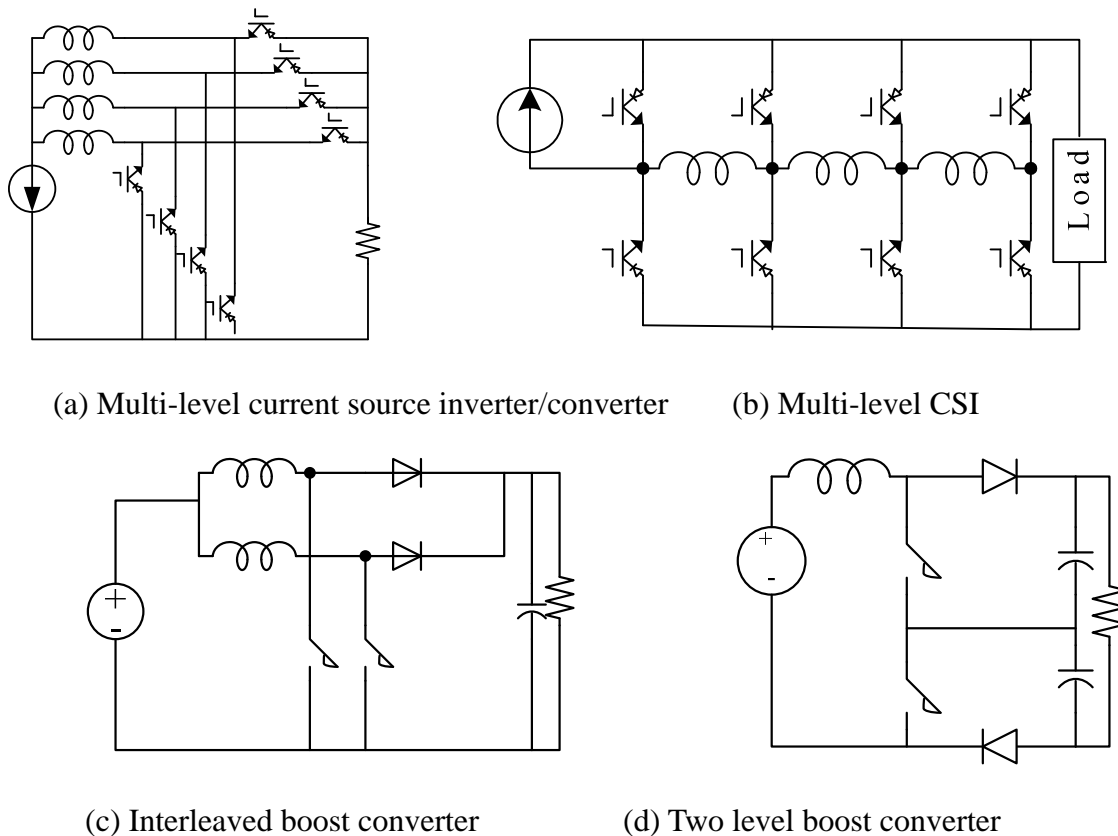 Load
(a) Multi-level current source inverter/converter
(b) Multi-level CSI
+
-
+
-
(c) Interleaved boost converter
(d) Two level boost converter